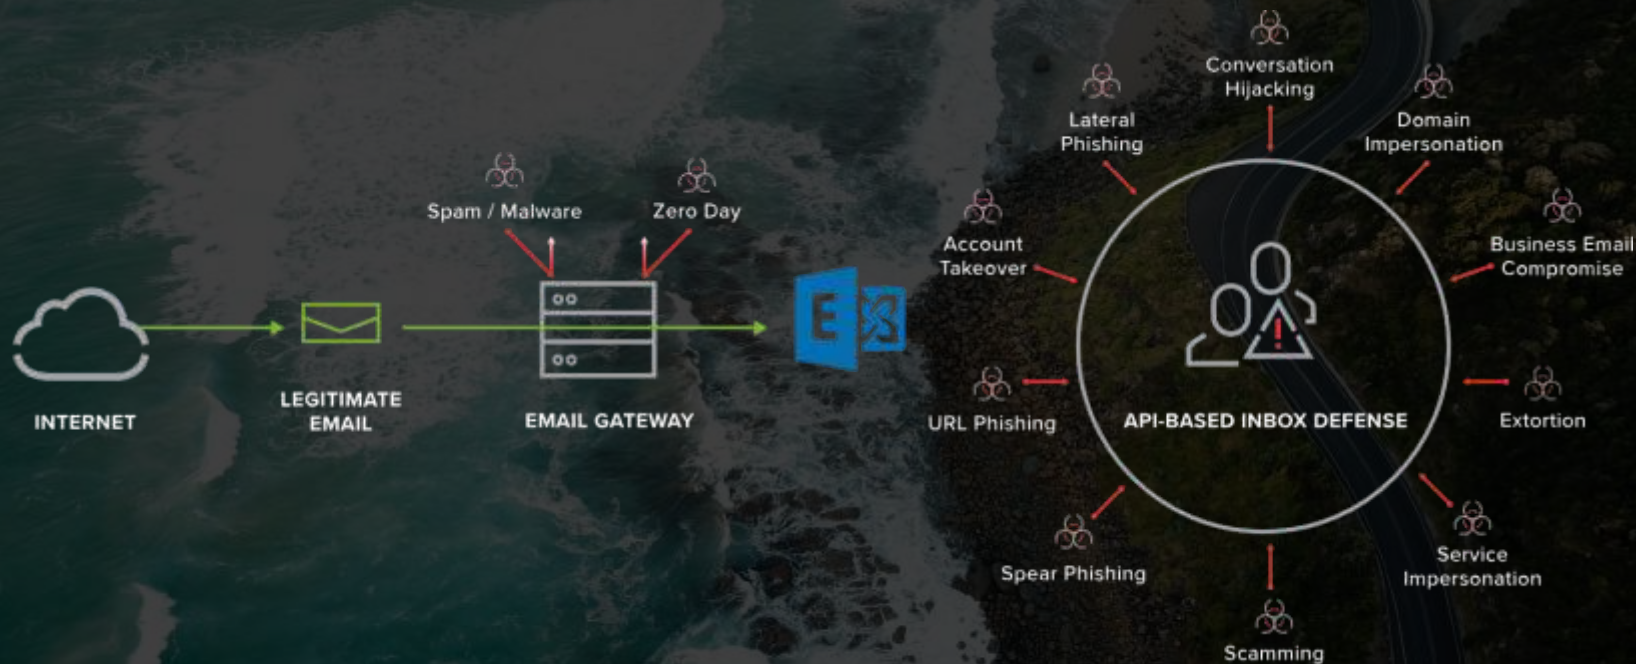 Conversation
Hijacking
Lateral
Phishing
Domain
Impersonation
Spam / Malware
Zero Day
Account
Takeover
Business Email
Compromise
E
INTERNET
LEGITIMATE
EMAIL
EMAIL GATEWAY
URL Phishing
API-BASED INBOX DEFENSE
Extortion
Spear Phishing
Service
Impersonation
Scamming